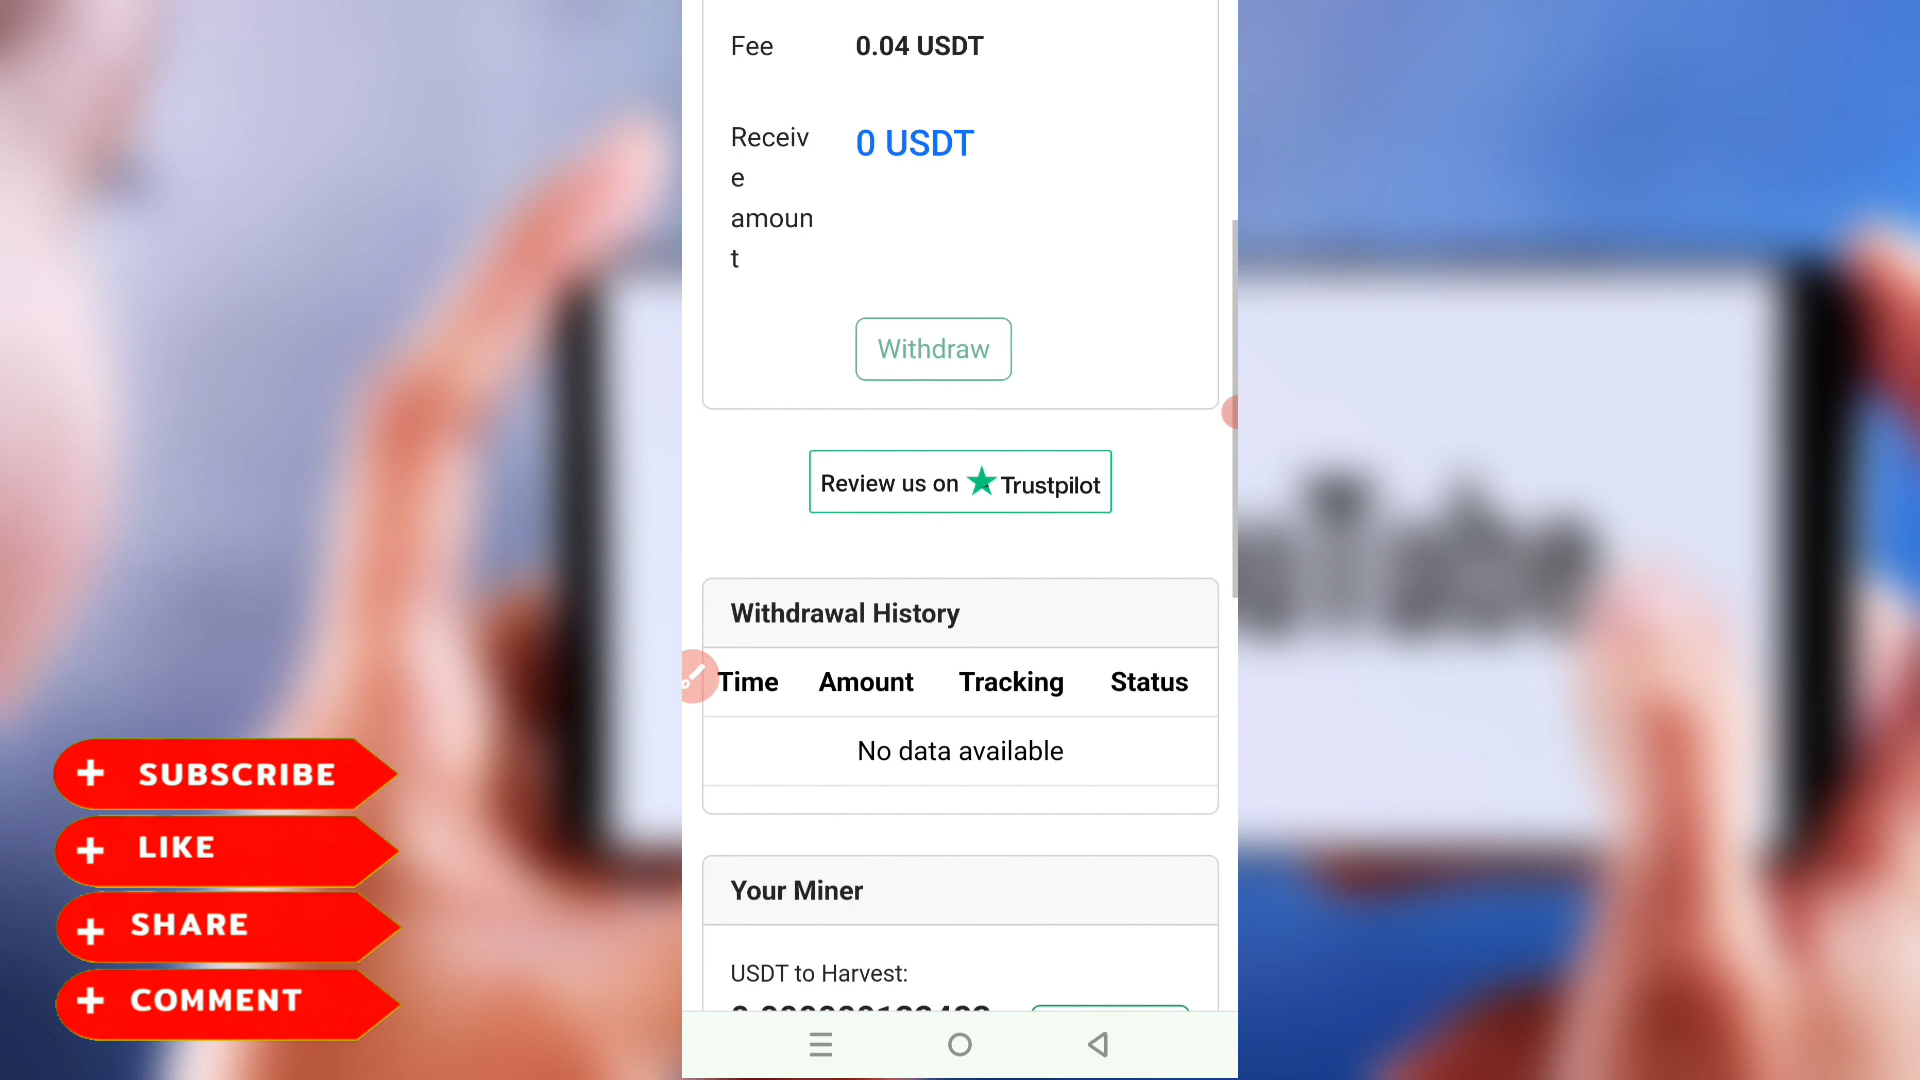 Fee 0.04 USDT
Receiv 0 USDT
e
amoun
t
Withdraw
Review us on Trustpilot
Withdrawal History
Time Amount Tracking Status
No data available
Your Miner
USDT to Harvest:
+ SUBSCRIBE
+ LIKE
+ SHARE
+ COMMENT